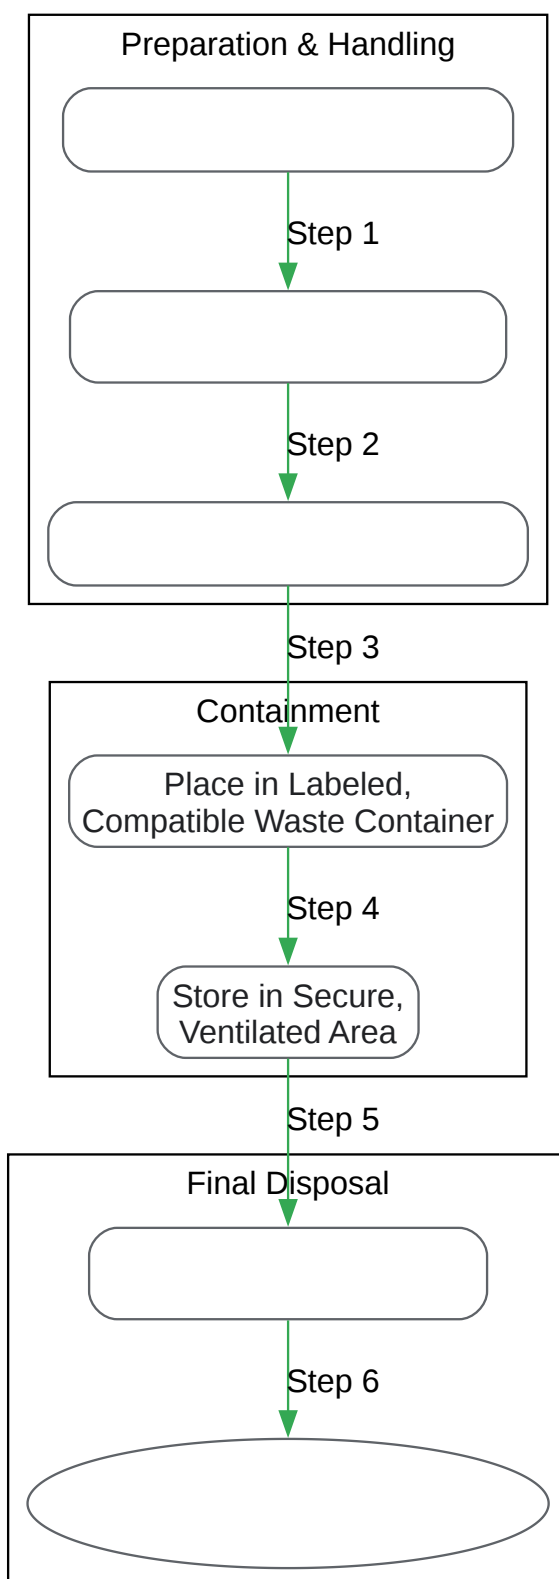 Preparation & Handling
Step 1
Step 2
Step 3
Containment
Place in Labeled,
Compatible Waste Container
Step 4
Store in Secure,
Ventilated Area
Step 5
Final Disposal
Step 6